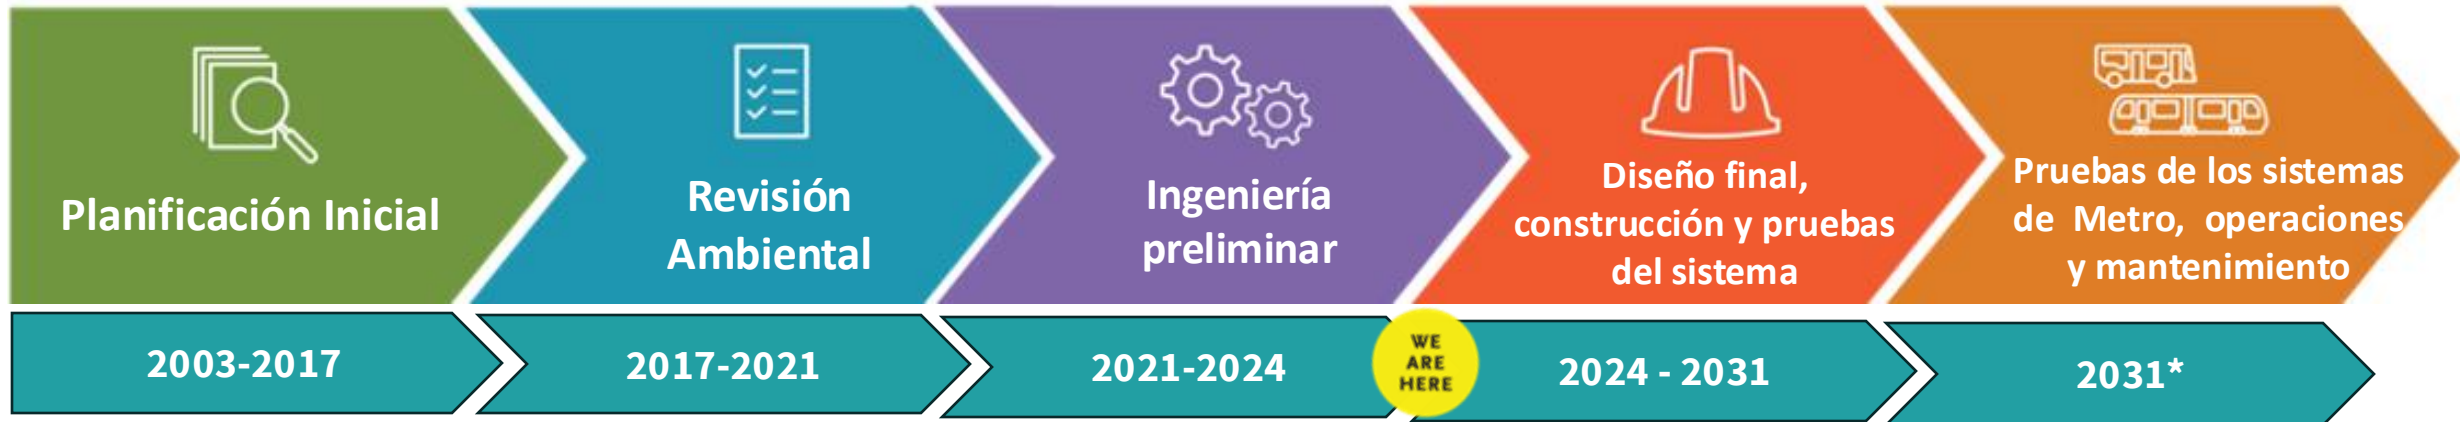 Planificación Inicial
Revisión
Ambiental
Ingeniería
preliminar
Diseño final,
construcción y pruebas
del sistema
Pruebas de los sistemas
de Metro, operaciones
y mantenimiento
2003-2017
2017-2021
2021-2024
WE
ARE
HERE
2024 - 2031
2031*